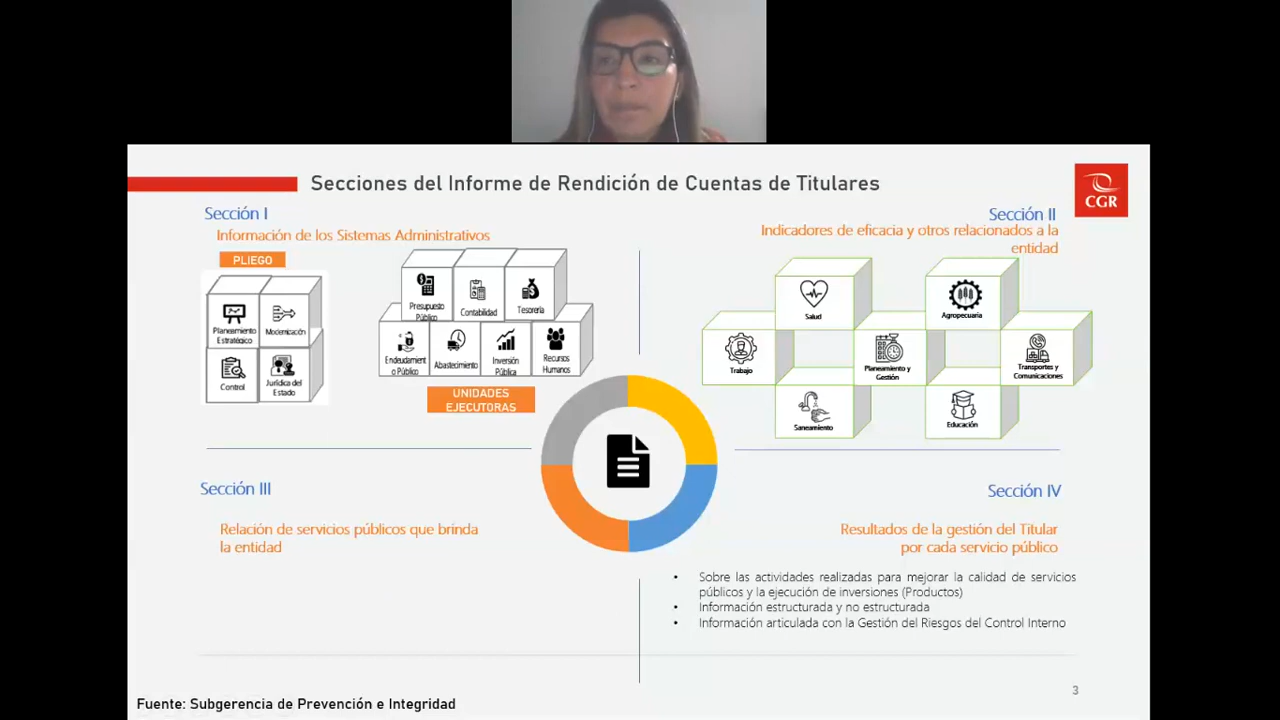 Secciones del Informe de Rendición de Cuentas de Titulares
CGR
Sección I
Información de los Sistemas Administrativos
PLIEGO
Planeamiento
Estratégico
Modernización
Control
Jurídica del
Estado
Presupuesto
Público
Contabilidad
Tesorería
Endeudamient
o Público
Abastecimiento
Inversión
Pública
Recursos
Humanos
UNIDADES
EJECUTORAS
Sección II
Indicadores de eficacia y otros relacionados a la
entidad
Salud
Agropecuaria
Trabajo
Planeamiento y
Gestión
Transportes y
Comunicaciones
Saneamiento
Educación
Sección III
Relación de servicios públicos que brinda
la entidad
Sección IV
Resultados de la gestión del Titular
por cada servicio público
• Sobre las actividades realizadas para mejorar la calidad de servicios
públicos y la ejecución de inversiones (Productos)
• Información estructurada y no estructurada
• Información articulada con la Gestión del Riesgos del Control Interno
3
Fuente: Subgerencia de Prevención e Integridad